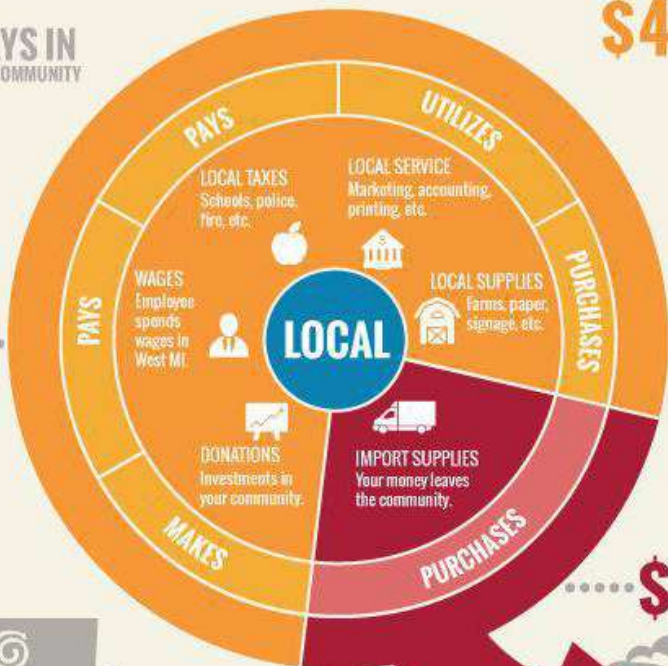 YS IN
OMMUNITY
$4
PAYS
UTILIZES
LOCAL TAXES
Schools, police,
fire, etc.
LOCAL SERVICE
Marketing, accounting,
printing, etc.
PAYS
WAGES
Employee
spends
wages in
West MI.
LOCAL SUPPLIES
Farms, paper,
signage, etc.
PURCHASES
LOCAL
DONATIONS
Investments in
your community.
IMPORT SUPPLIES
Your money leaves
the community.
MAKES
PURCHASES
$